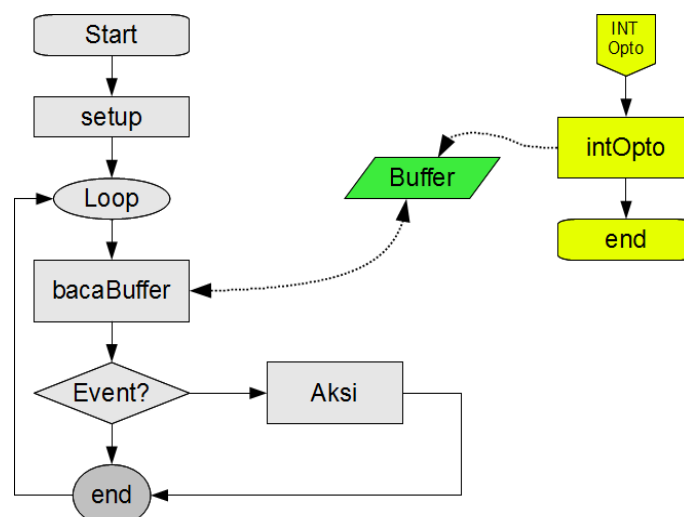 Start
setup
Loop
bacaBuffer
Event?
Aksi
end
Buffer
INT
Opto
intOpto
end